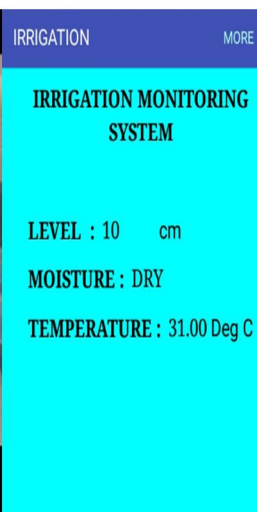 IRRIGATION MORE
IRRIGATION MONITORING
SYSTEM
LEVEL : 10 cm
MOISTURE : DRY
TEMPERATURE : 31.00 Deg C